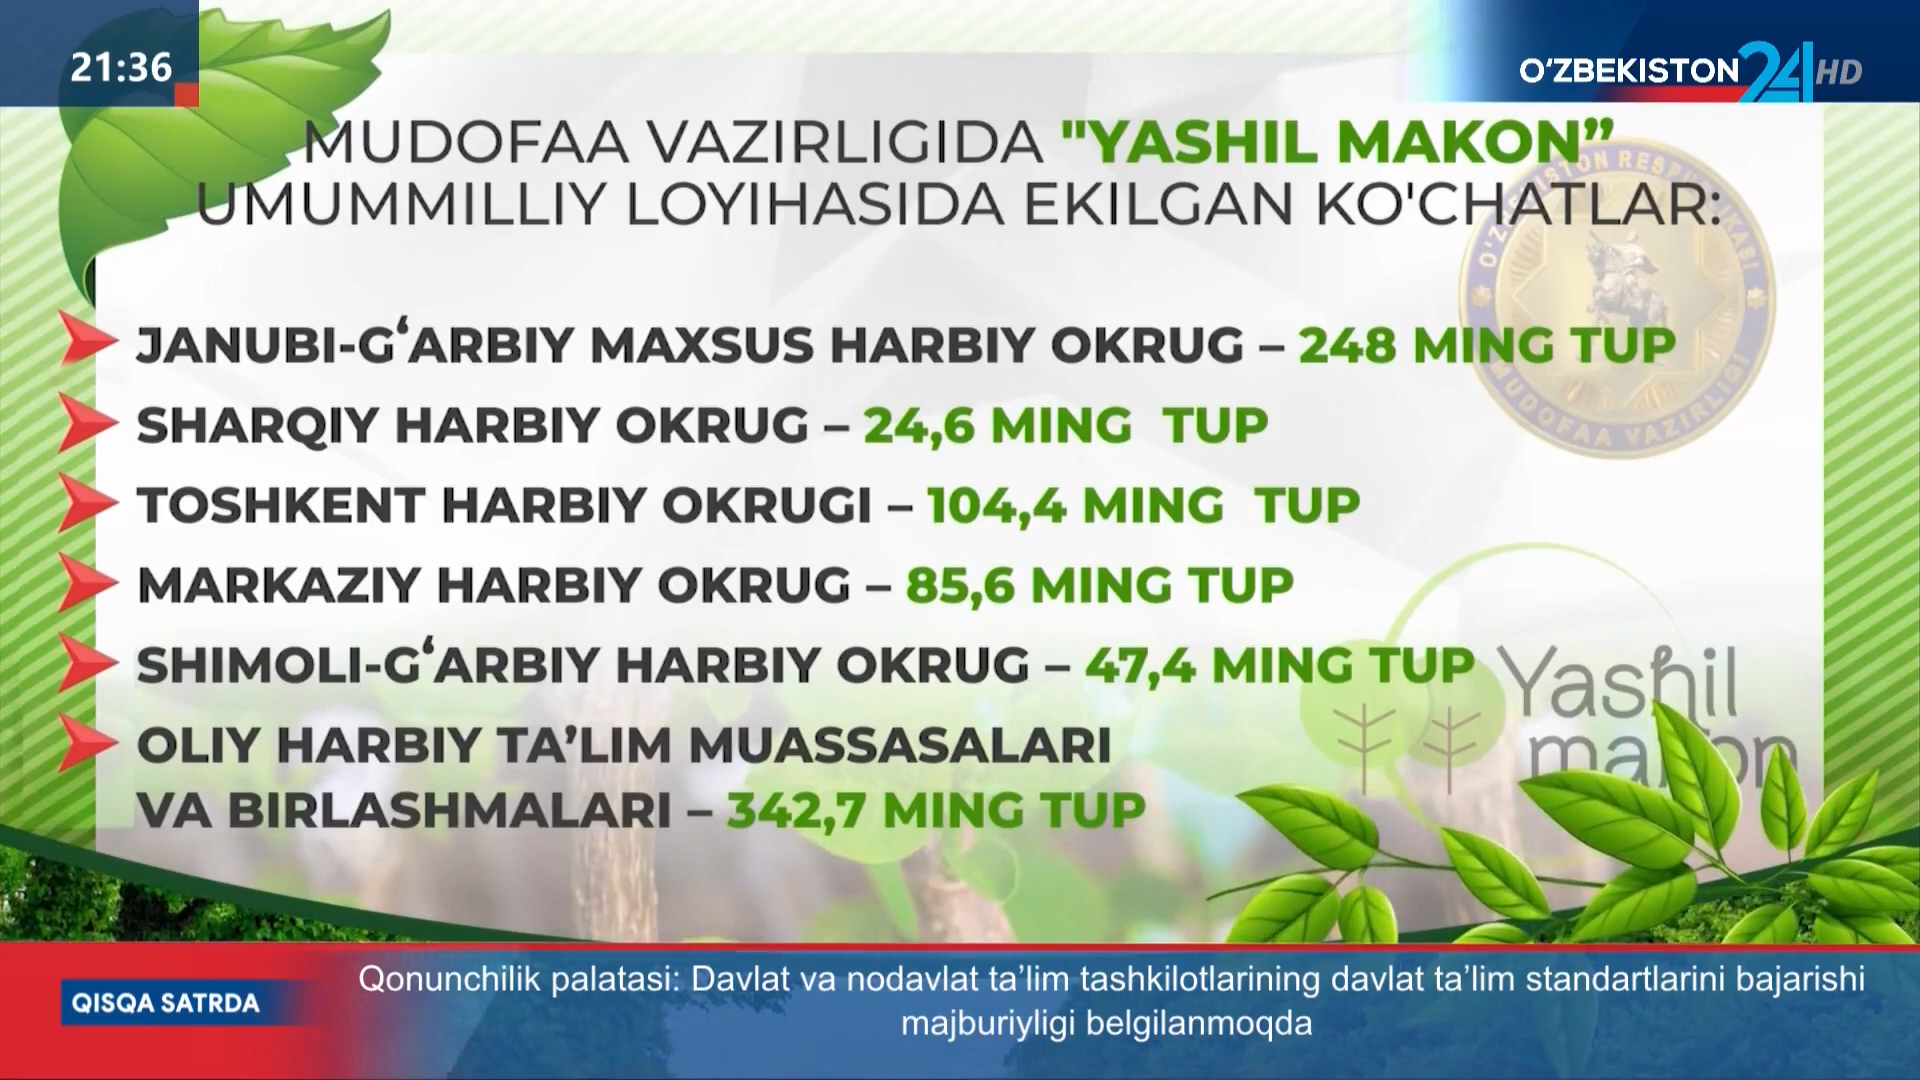 21:36
O‘ZBEKISTON 24 HD
MUDOFAA VAZIRLIGIDA "YASHIL MAKON”
UMUMMILLIY LOYIHASIDA EKILGAN KO'CHATLAR:
O‘ZBEKISTON RESPUBLIKASI
MUDOFAA VAZIRLIGI
JANUBI-G‘ARBIY MAXSUS HARBIY OKRUG – 248 MING TUP
SHARQIY HARBIY OKRUG – 24,6 MING TUP
TOSHKENT HARBIY OKRUGI – 104,4 MING TUP
MARKAZIY HARBIY OKRUG – 85,6 MING TUP
SHIMOLI-G‘ARBIY HARBIY OKRUG – 47,4 MING TUP
OLIY HARBIY TA’LIM MUASSASALARI
VA BIRLASHMALARI – 342,7 MING TUP
Yashil
makon
QISQA SATRDA
Qonunchilik palatasi: Davlat va nodavlat ta’lim tashkilotlarining davlat ta’lim standartlarini bajarishi
majburiyligi belgilanmoqda